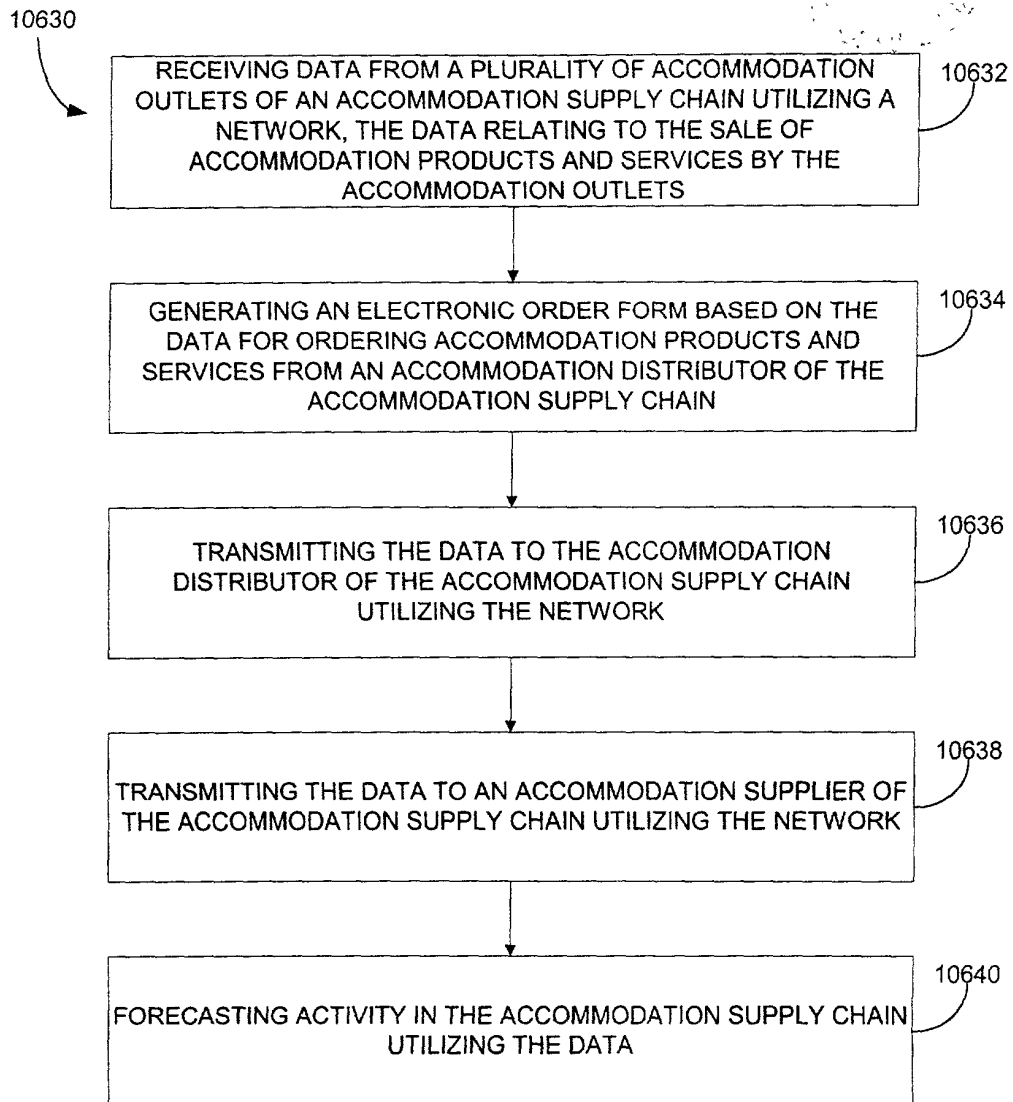 10630
RECEIVING DATA FROM A PLURALITY OF ACCOMMODATION
OUTLETS OF AN ACCOMMODATION SUPPLY CHAIN UTILIZING A
NETWORK, THE DATA RELATING TO THE SALE OF
ACCOMMODATION PRODUCTS AND SERVICES BY THE
ACCOMMODATION OUTLETS
10632
GENERATING AN ELECTRONIC ORDER FORM BASED ON THE
DATA FOR ORDERING ACCOMMODATION PRODUCTS AND
SERVICES FROM AN ACCOMMODATION DISTRIBUTOR OF THE
ACCOMMODATION SUPPLY CHAIN
10634
TRANSMITTING THE DATA TO THE ACCOMMODATION
DISTRIBUTOR OF THE ACCOMMODATION SUPPLY CHAIN
UTILIZING THE NETWORK
10636
TRANSMITTING THE DATA TO AN ACCOMMODATION SUPPLIER OF
THE ACCOMMODATION SUPPLY CHAIN UTILIZING THE NETWORK
10638
FORECASTING ACTIVITY IN THE ACCOMMODATION SUPPLY CHAIN
UTILIZING THE DATA
10640